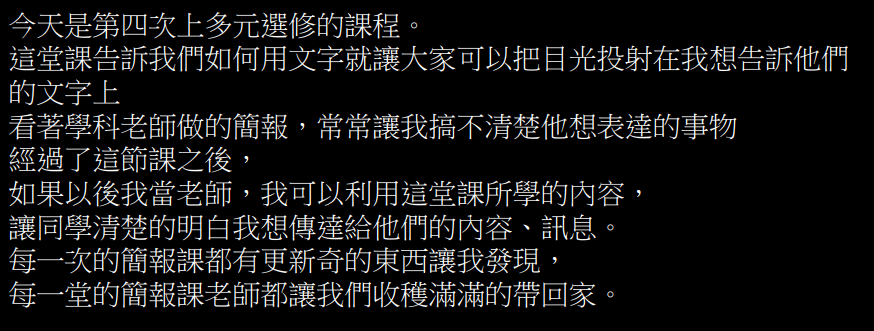 今天是第四次上多元選修的課程。
這堂課告訴我們如何用文字就讓大家可以把目光投射在我想告訴他們
的文字上
看著學科老師做的簡報，常常讓我搞不清楚他想表達的事物
經過了這節課之後，
如果以後我當老師，我可以利用這堂課所學的內容，
讓同學清楚的明白我想傳達給他們的內容、訊息。
每一次的簡報課都有更新奇的東西讓我發現，
每一堂的簡報課老師都讓我們收穫滿滿的帶回家。